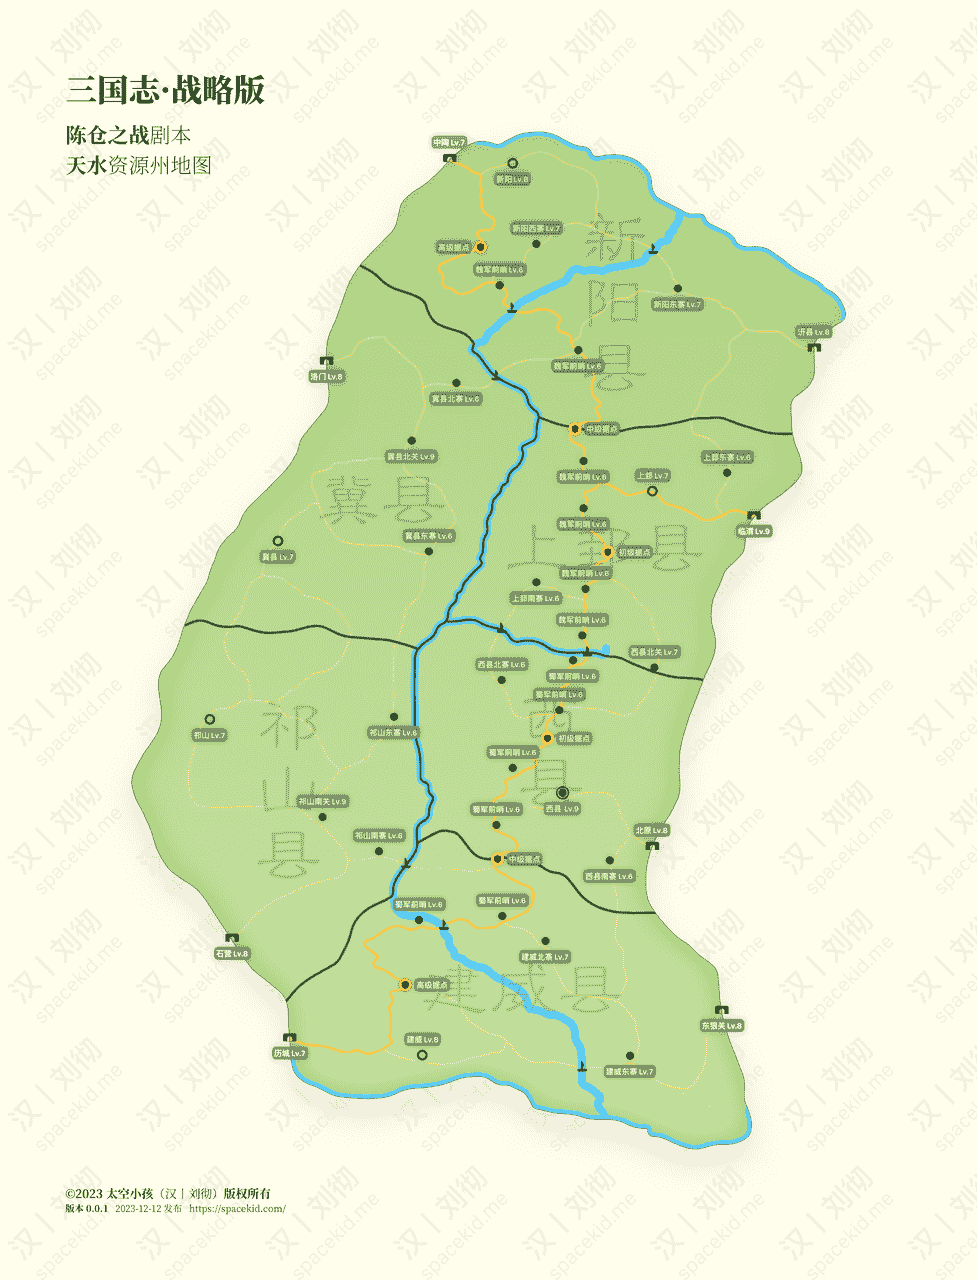 三国志·战略版
陈仓之战剧本
天水资源州地图
中陶 Lv.7
新阳 Lv.8
新阳西寨 Lv.7
新
高级据点
魏军前哨 Lv.6
阳
新阳东寨 Lv.7
洴县 Lv.8
县
魏军前哨 Lv.6
洛门 Lv.8
冀县北寨 Lv.6
中级据点
冀县北关 Lv.9
上邽东寨 Lv.6
魏军前哨 Lv.6
上邽 Lv.7
冀县
魏军前哨 Lv.6
临渭 Lv.9
冀县东寨 Lv.6
上邽县
初级据点
冀县 Lv.7
魏军前哨 Lv.6
上邽南寨 Lv.6
魏军前哨 Lv.6
西县北关 Lv.7
西县北寨 Lv.6
蜀军前哨 Lv.6
蜀军前哨 Lv.6
西
祁
祁山 Lv.7
祁山东寨 Lv.6
初级据点
蜀军前哨 Lv.6
县
山
祁山南关 Lv.9
蜀军前哨 Lv.6
西县 Lv.9
祁山南寨 Lv.6
北原 Lv.8
县
中级据点
西县南寨 Lv.6
蜀军前哨 Lv.6
蜀军前哨 Lv.6
石营 Lv.8
建威北寨 Lv.7
高级据点
建威县
东狼关 Lv.8
历城 Lv.7
建威 Lv.8
建威东寨 Lv.7
©2023 太空小孩（汉丨刘彻）版权所有
版本 0.0.1 2023-12-12 发布 https://spacekid.me/
汉丨刘彻
spacekid.me